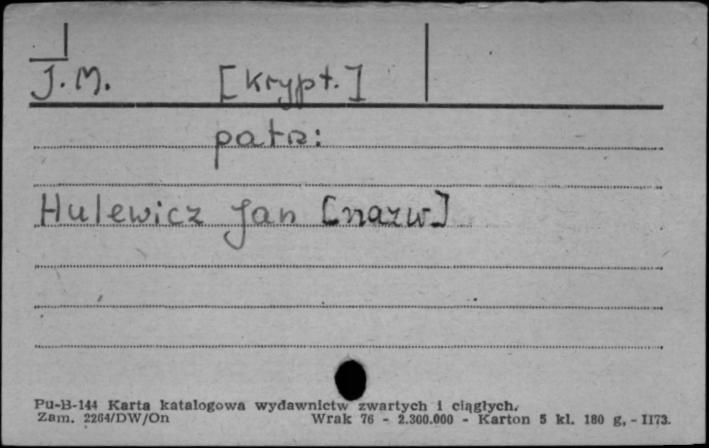 J. M. [Krypt.]
patrz:
Hulewicz Jan [nazw]
Pu-B-144 Karta katalogowa wydawnictw zwartych i ciągłych.
Zam. 2264/DW/On Wrak 76 - 2.300.000 - Karton 5 kl. 180 g, - II73.